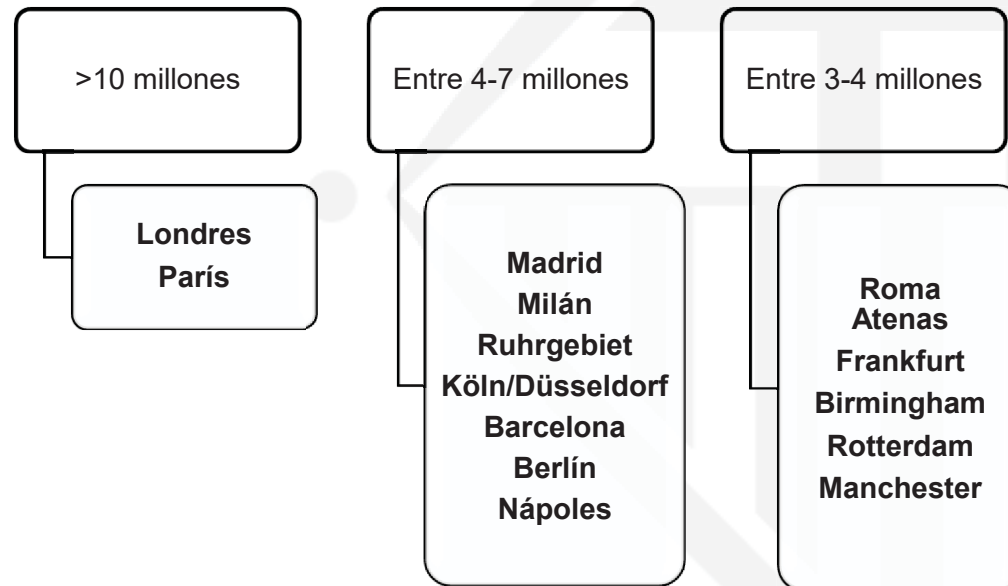 >10 millones
Londres
París
Entre 4-7 millones
Madrid
Milán
Ruhrgebiet
Köln/Düsseldorf
Barcelona
Berlín
Nápoles
Entre 3-4 millones
Roma
Atenas
Frankfurt
Birmingham
Rotterdam
Manchester